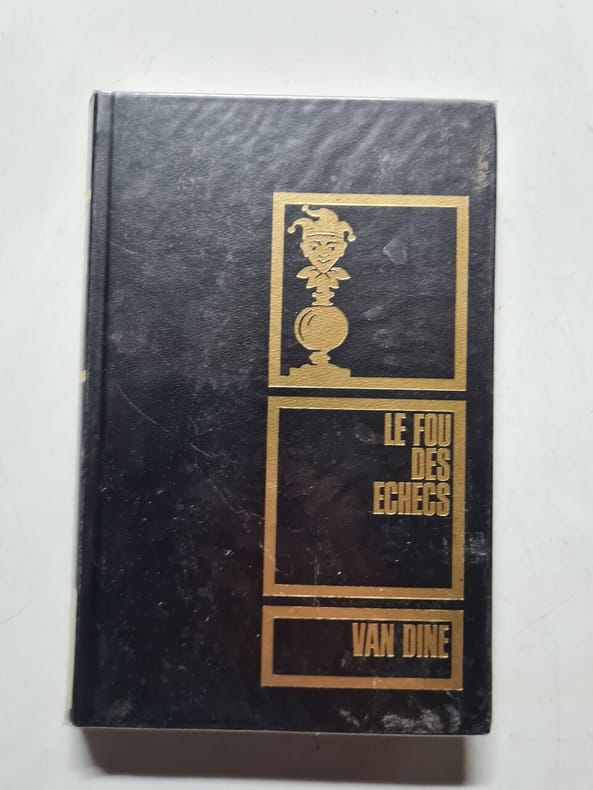 LE FOU
DES
ECHECS
VAN DINE